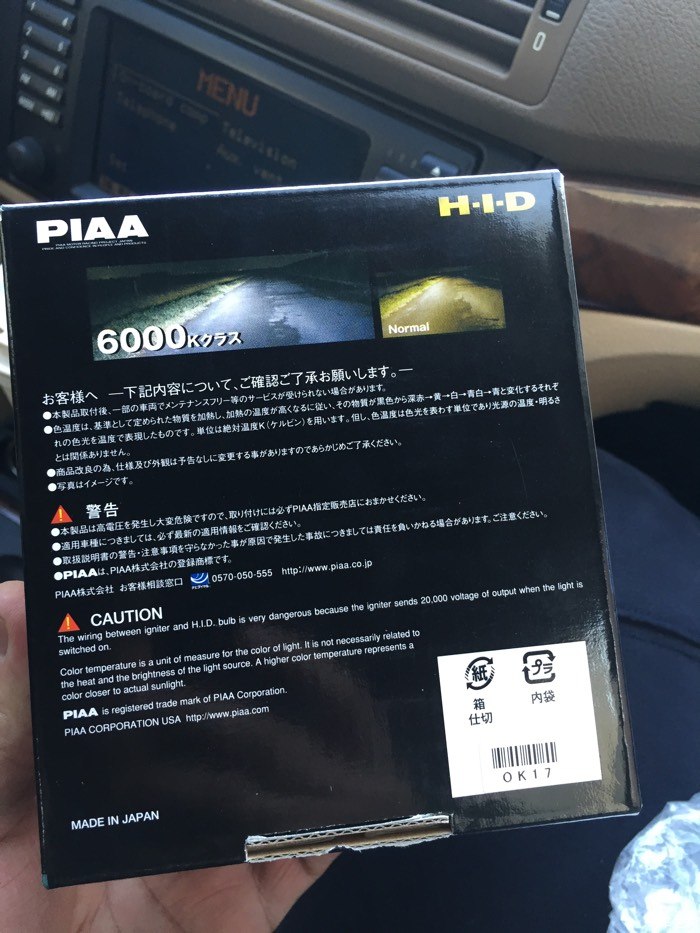 MENU
Onboard comp
Television
Telephone
Aux. vent
Set
0
PIAA
PIAA MOTOR RACING PROJECT JAPAN
PRIDE AND CONFIDENCE IN PEOPLE AND PRODUCTS
H·I·D
6000Kクラス
Normal
お客様へ ―下記内容について、ご確認ご了承お願いします。―
●本製品取付後、一部の車両でメンテナンスフリー等のサービスが受けられない場合があります。
●色温度は、基準として定められた物質を加熱し、加熱の温度が高くなるに従い、その物質が黒色から深赤→黄→白→青白→青と変化するそれぞ
れの色光を温度で表現したものです。単位は絶対温度K(ケルビン)を用います。但し、色温度は色光を表わす単位であり光源の温度・明るさ
とは関係ありません。
●商品改良の為、仕様及び外観は予告なしに変更する事がありますのであらかじめご了承ください。
●写真はイメージです。
警告
●本製品は高電圧を発生し大変危険ですので、取り付けには必ずPIAA指定販売店におまかせください。
●適用車種につきましては、必ず最新の適用情報をご確認ください。
●取扱説明書の警告・注意事項を守らなかった事が原因で発生した事故につきましては責任を負いかねる場合があります。ご注意ください。
●PIAAは、PIAA株式会社の登録商標です。
PIAA株式会社 お客様相談窓口 0570-050-555 http://www.piaa.co.jp
CAUTION
The wiring between igniter and H.I.D. bulb is very dangerous because the igniter sends 20,000 voltage of output when the light is
switched on.
Color temperature is a unit of measure for the color of light. It is not necessarily related to
the heat and the brightness of the light source. A higher color temperature represents a
color closer to actual sunlight.
PIAA is registered trade mark of PIAA Corporation.
PIAA CORPORATION USA http://www.piaa.com
紙
プラ
箱
仕切
内袋
OK17
MADE IN JAPAN